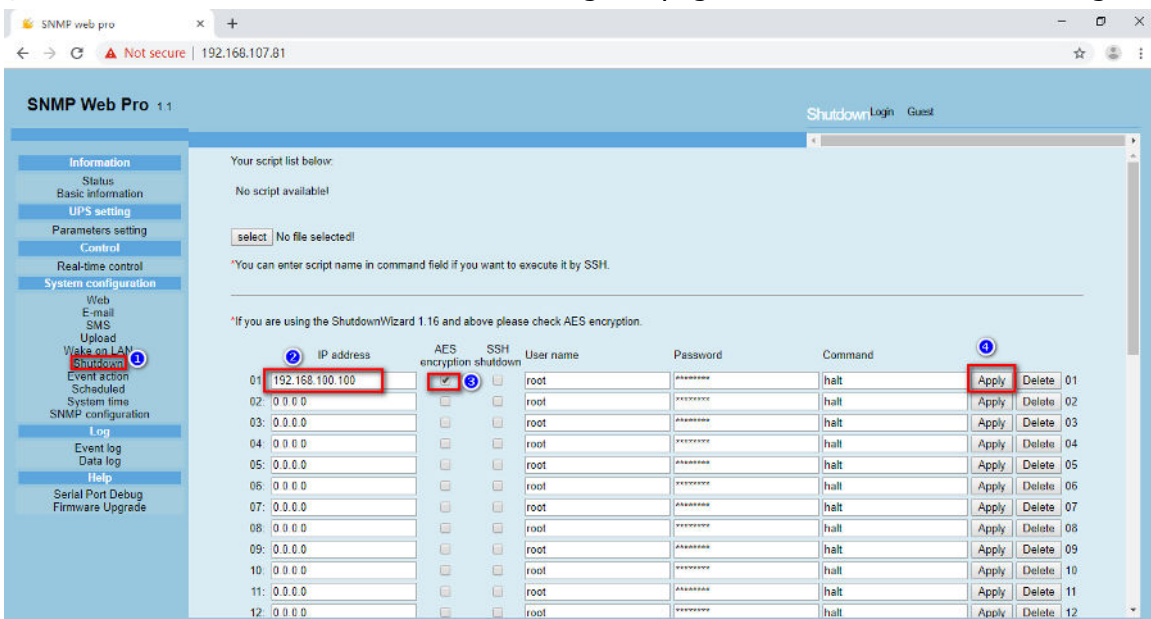 SNMP web pro
Not secure | 192.168.107.81
SNMP Web Pro 1.1
Shutdown Login Guest
Information
Status
Basic information
UPS setting
Parameters setting
Control
Real-time control
System configuration
Web
E-mail
SMS
Upload
Wake on LAN
Shutdown 1
Event action
Scheduled
System time
SNMP configuration
Log
Event log
Data log
Help
Serial Port Debug
Firmware Upgrade
Your script list below:
No script available!
select No file selected!
*You can enter script name in command field if you want to execute it by SSH.
*If you are using the ShutdownWizard 1.16 and above please check AES encryption.
2 IP address AES encryption SSH shutdown User name Password Command 4
01: 192.168.100.100 3 root ******** halt Apply Delete 01
02: 0.0.0.0 root ******** halt Apply Delete 02
03: 0.0.0.0 root ******** halt Apply Delete 03
04: 0.0.0.0 root ******** halt Apply Delete 04
05: 0.0.0.0 root ******** halt Apply Delete 05
06: 0.0.0.0 root ******** halt Apply Delete 06
07: 0.0.0.0 root ******** halt Apply Delete 07
08: 0.0.0.0 root ******** halt Apply Delete 08
09: 0.0.0.0 root ******** halt Apply Delete 09
10: 0.0.0.0 root ******** halt Apply Delete 10
11: 0.0.0.0 root ******** halt Apply Delete 11
12: 0.0.0.0 root ******** halt Apply Delete 12